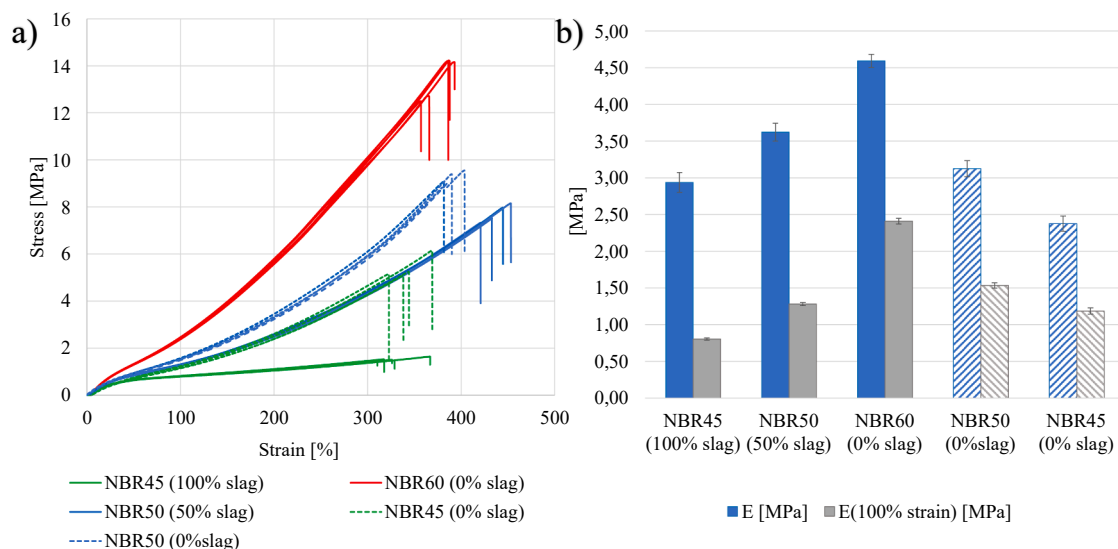 a)
16
14
12
10
8
6
4
2
0
Stress [MPa]
0 100 200 300 400 500
Strain [%]
NBR45 (100% slag)
NBR60 (0% slag)
NBR50 (50% slag)
NBR45 (0% slag)
NBR50 (0%slag)
b)
5,00
4,50
4,00
3,50
3,00
2,50
2,00
1,50
1,00
0,50
0,00
[MPa]
NBR45 NBR50 NBR60 NBR50 NBR45
(100% slag) (50% slag) (0% slag) (0%slag) (0% slag)
E [MPa] E(100% strain) [MPa]